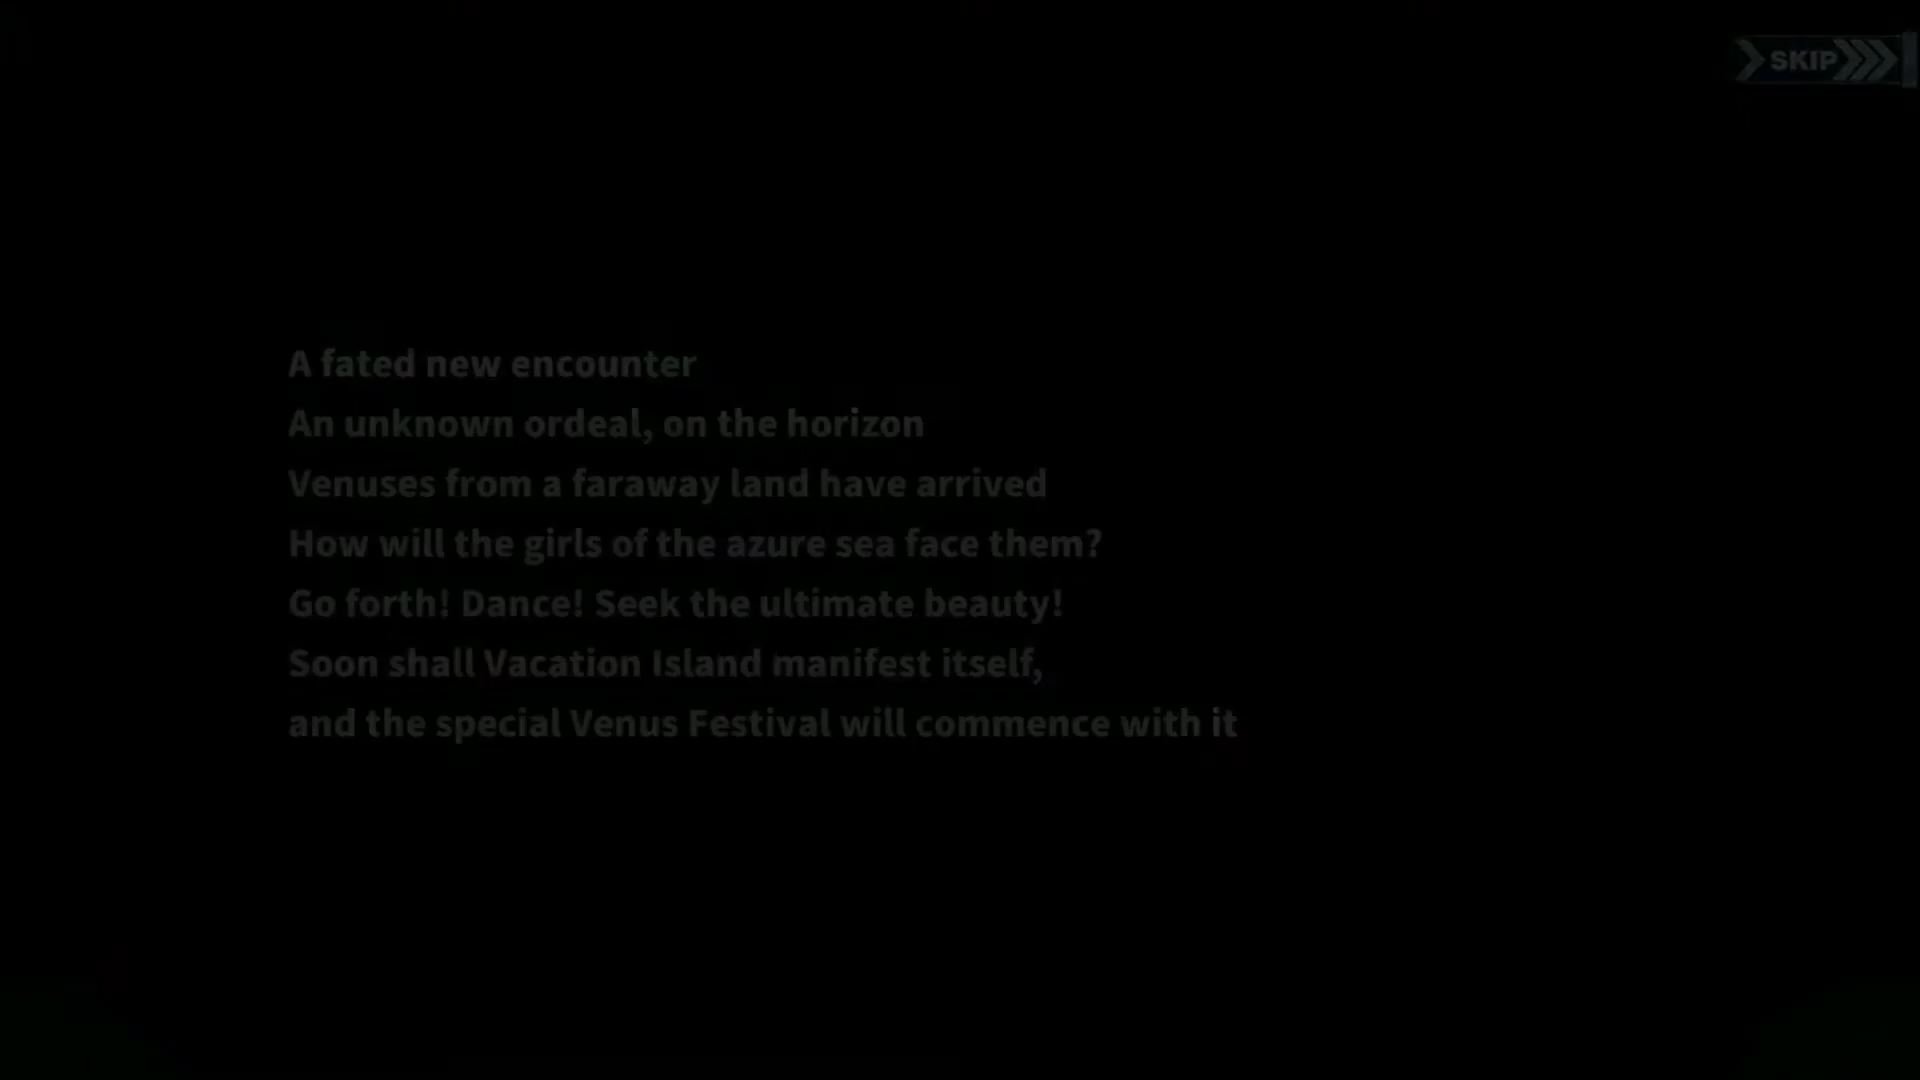 SKIP
A fated new encounter
An unknown ordeal, on the horizon
Venuses from a faraway land have arrived
How will the girls of the azure sea face them?
Go forth! Dance! Seek the ultimate beauty!
Soon shall Vacation Island manifest itself,
and the special Venus Festival will commence with it